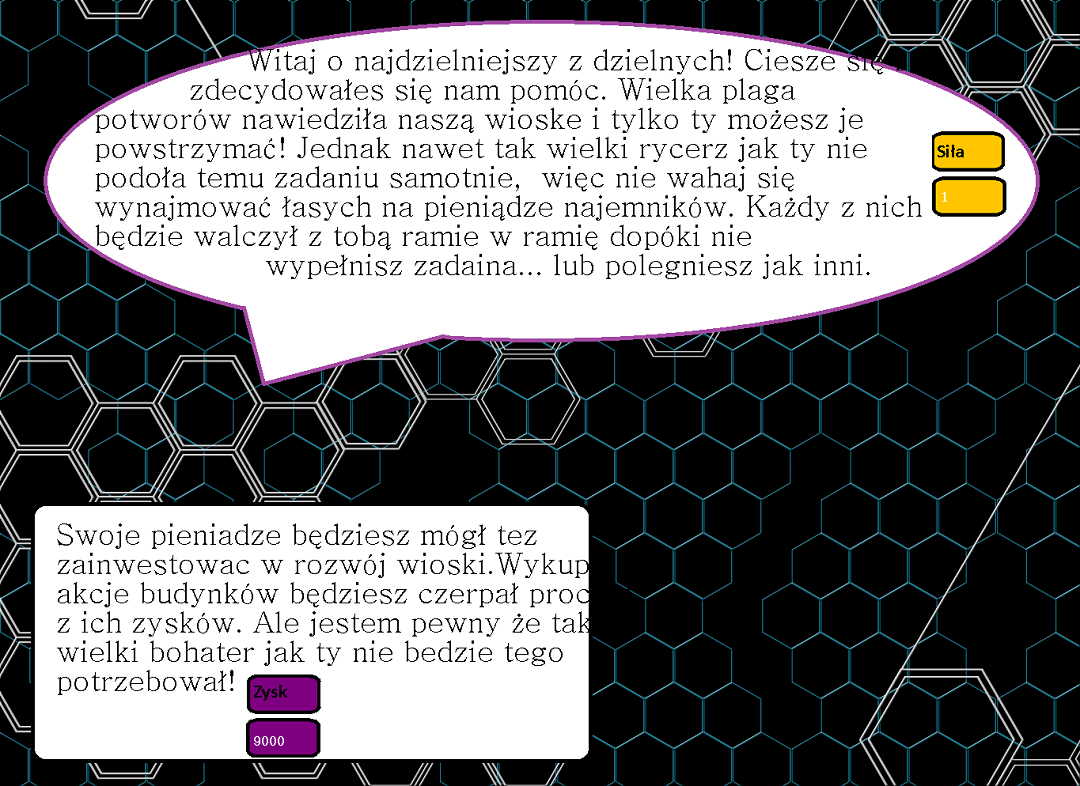 Witaj o najdzielniejszy z dzielnych! Ciesze się
zdecydowałes się nam pomóc. Wielka plaga
potworów nawiedziła naszą wioske i tylko ty możesz je
powstrzymać! Jednak nawet tak wielki rycerz jak ty nie
podoła temu zadaniu samotnie, więc nie wahaj się
wynajmować łasych na pieniądze najemników. Każdy z nich
będzie walczył z tobą ramie w ramię dopóki nie
wypełnisz zadaina... lub polegniesz jak inni.
Siła
1
Swoje pieniadze będziesz mógł tez
zainwestowac w rozwój wioski.Wykup
akcje budynków będziesz czerpał proc
z ich zysków. Ale jestem pewny że tak
wielki bohater jak ty nie bedzie tego
potrzebował!
Zysk
9000